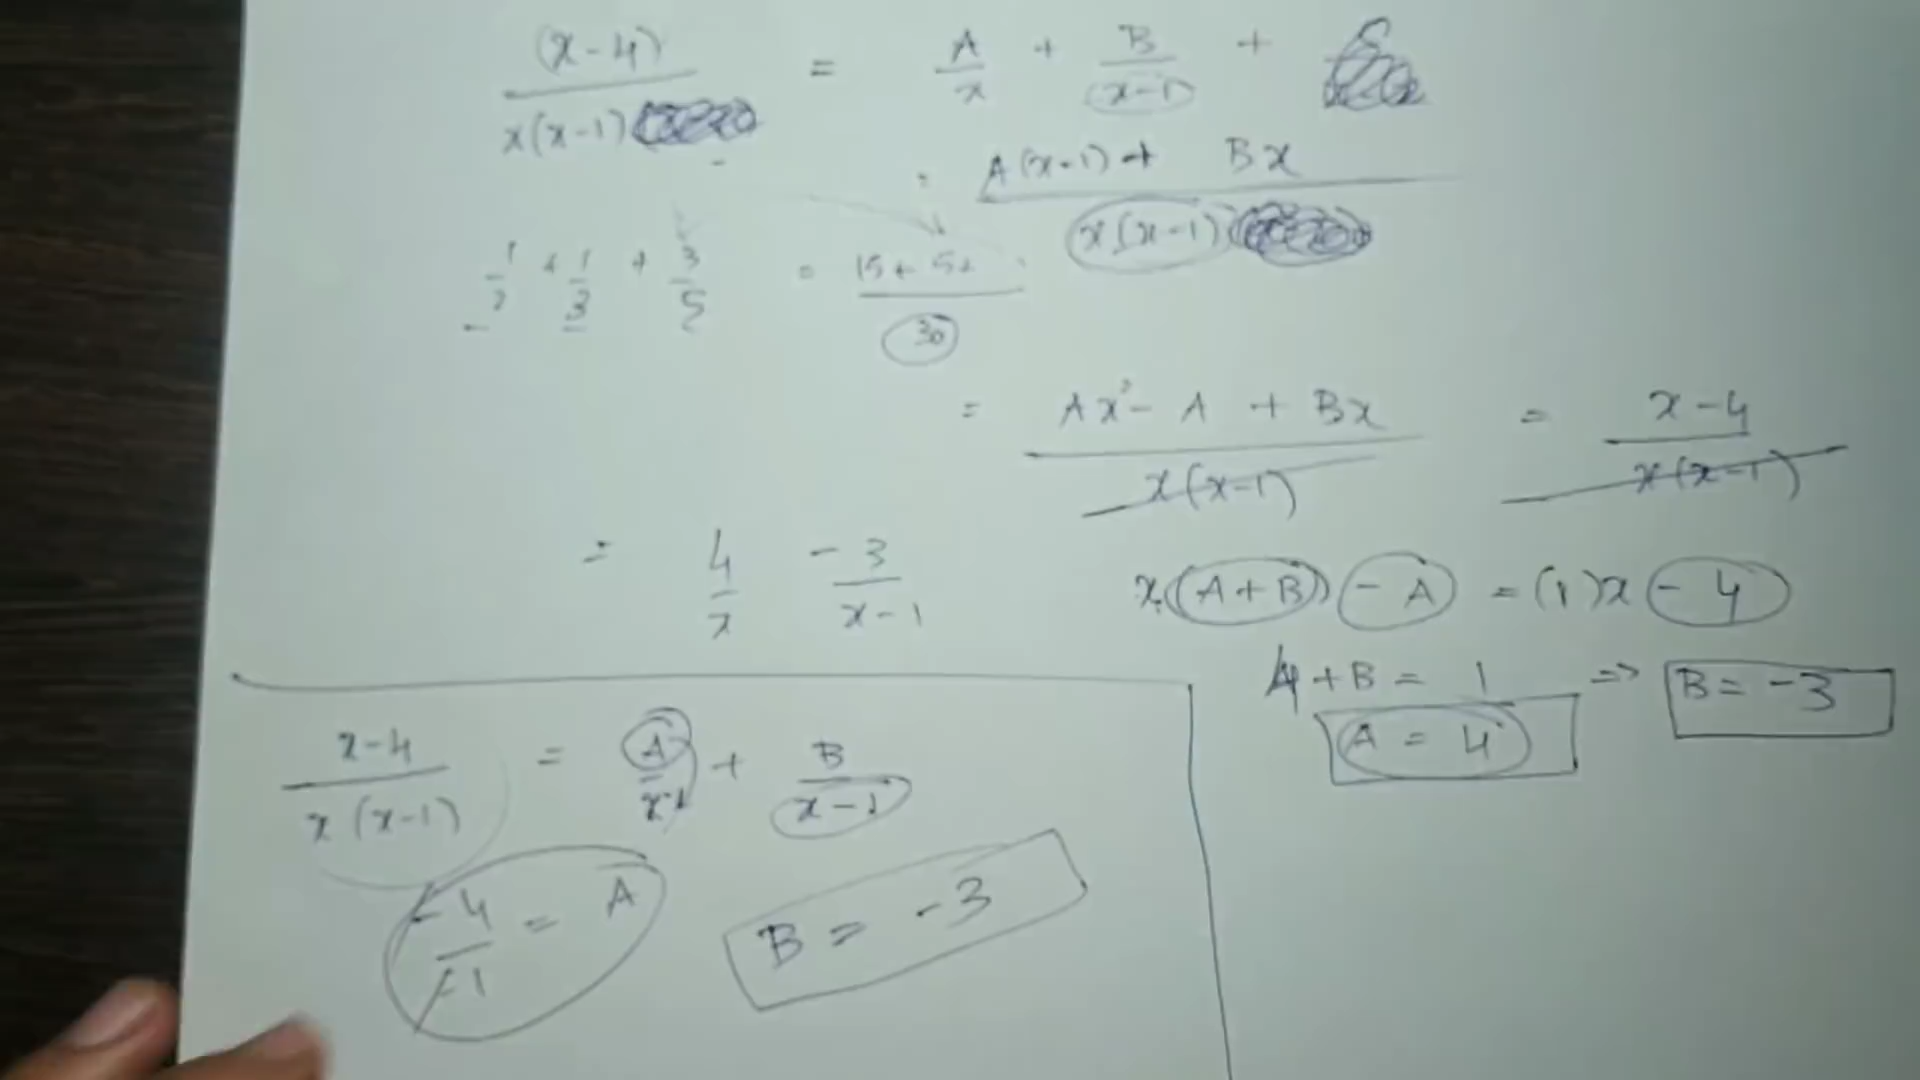 (x-4) / x(x-1) = A/x + B/(x-1) +
= A(x-1) + Bx / x(x-1)
1/2 + 1/3 + 3/5 = 15+ 5+ / 30
= Ax - A + Bx / x(x-1) = x-4 / x(x-1)
= 4/x -3/x-1
x(A+B) - A = (1)x - 4
4+B = 1 => B = -3
A = 4
x-4 / x(x-1) = A/x + B/x-1
-4/-1 = A
B = -3